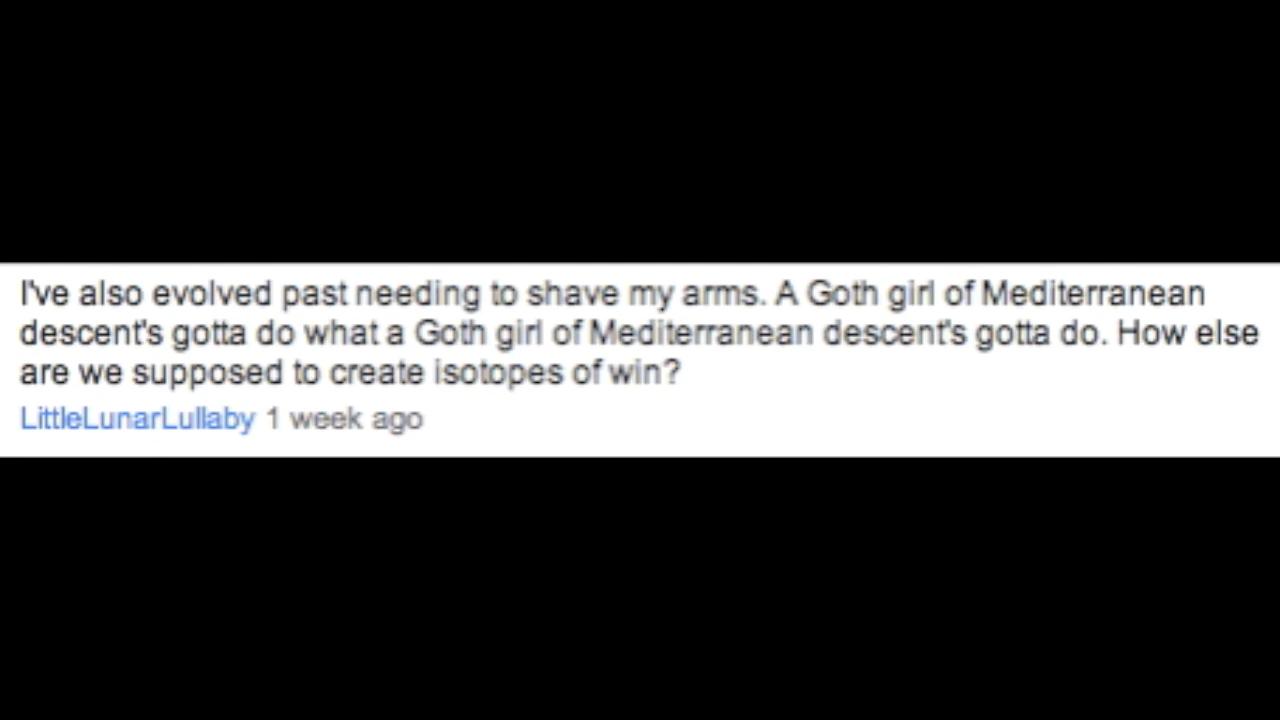 I've also evolved past needing to shave my arms. A Goth girl of Mediterranean
descent's gotta do what a Goth girl of Mediterranean descent's gotta do. How else
are we supposed to create isotopes of win?
LittleLunarLullaby 1 week ago